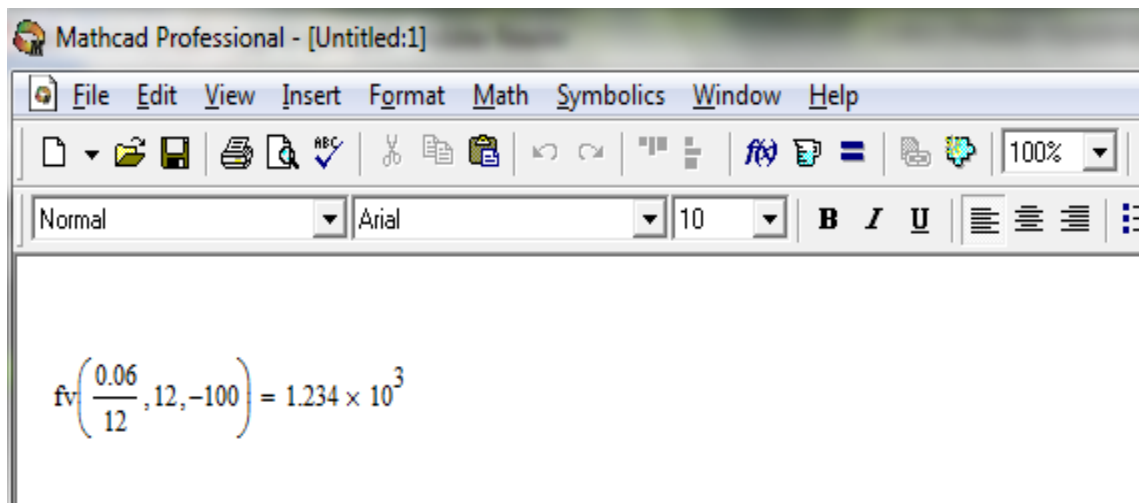 Mathcad Professional - [Untitled:1]
File Edit View Insert Format Math Symbolics Window Help
ABC f(x) 100%
Normal Arial 10 B I U
fv(0.06/12, 12, -100) = 1.234 × 10^3